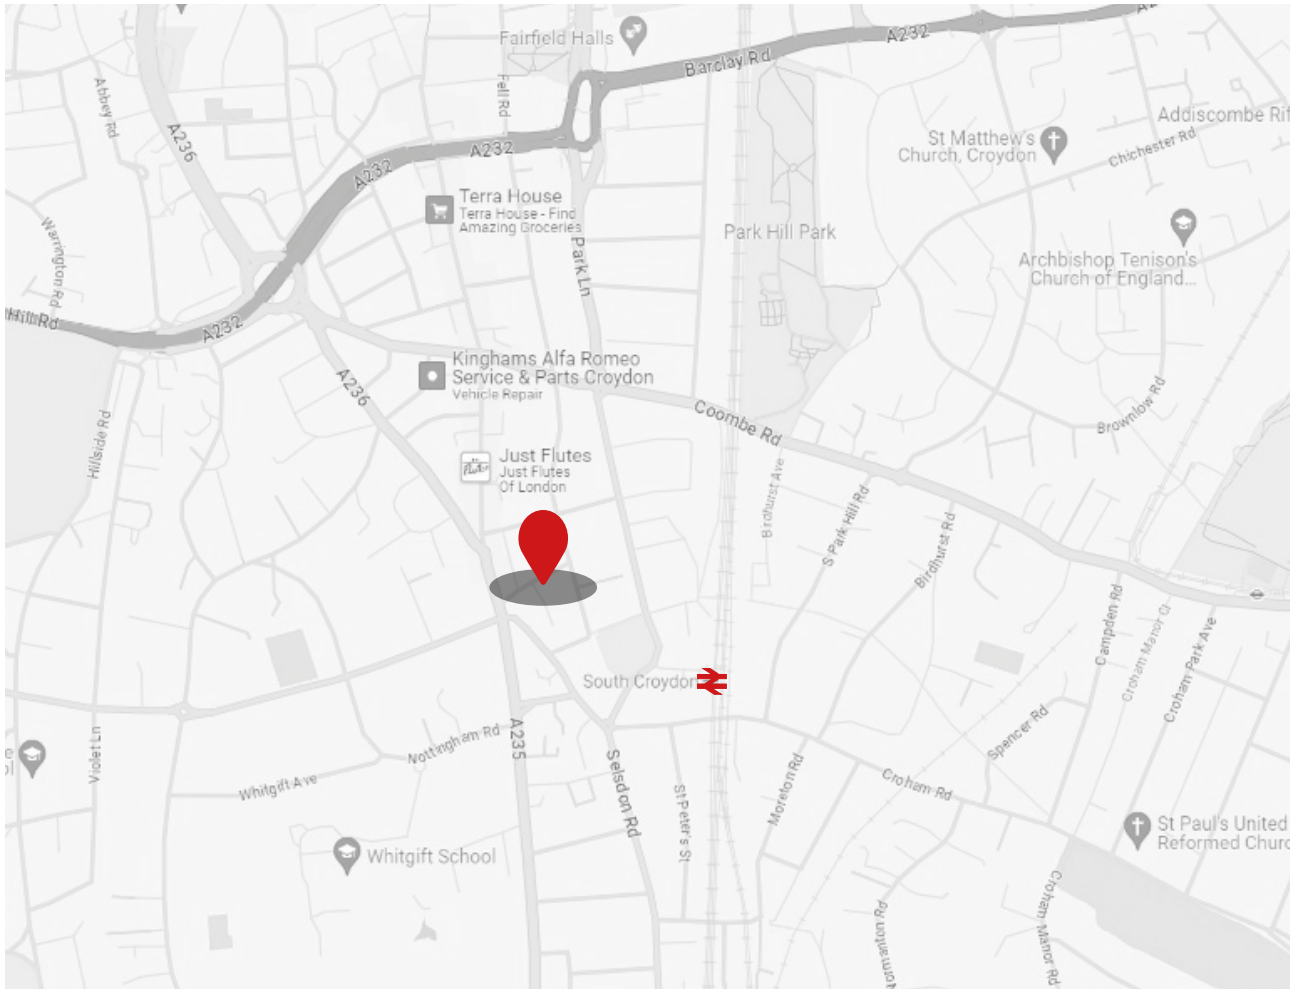 A232
Fairfield Halls
A232
Barclay Rd
Fell Rd
Abbey Rd
A236
A232
A232
St Matthew's
Church, Croydon
Chichester Rd
Terra House
Terra House - Find
Amazing Groceries
Park Hill Park
Park Ln
Warrington Rd
Archbishop Tenison's
Church of England...
Hill Rd
A232
Kinghams Alfa Romeo
Service & Parts Croydon
Vehicle Repair
A236
Coombe Rd
Brownlow Rd
Hillside Rd
Just Flutes
Just Flutes
Of London
Flutes
Birdhurst Ave
S Park Hill Rd
Birdhurst Rd
Campden Rd
Croham Manor Cl
Croham Park Ave
South Croydon
A235
Nottingham Rd
Violet Ln
Whitgift Ave
Selsdon Rd
St Peter's St
Moreton Rd
Croham Rd
Spencer Rd
St Paul's United
Reformed
Whitgift School
Normanton Rd
Croham Manor Rd